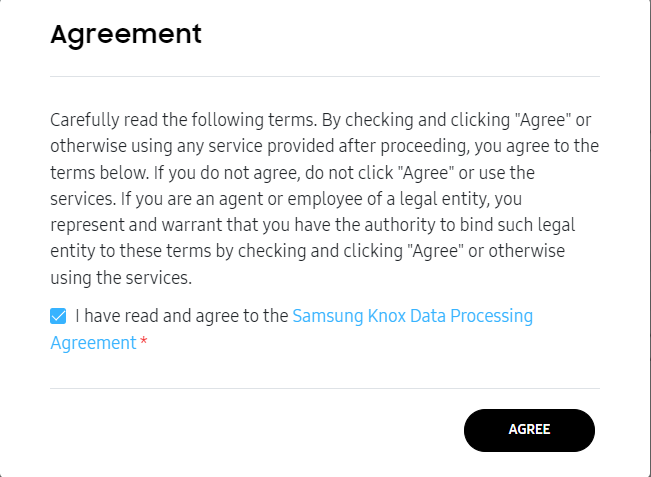 Agreement
Carefully read the following terms. By checking and clicking "Agree" or
otherwise using any service provided after proceeding, you agree to the
terms below. If you do not agree, do not click "Agree" or use the
services. If you are an agent or employee of a legal entity, you
represent and warrant that you have the authority to bind such legal
entity to these terms by checking and clicking "Agree" or otherwise
using the services.
I have read and agree to the Samsung Knox Data Processing
Agreement *
AGREE